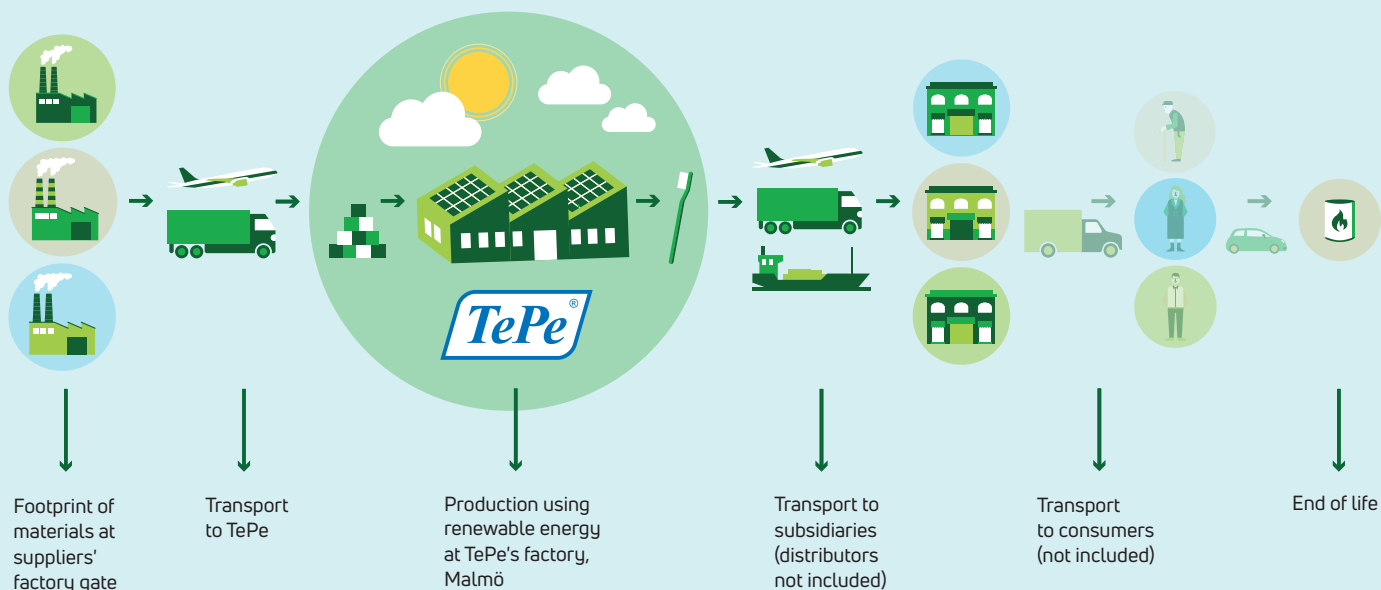 TePe®
Footprint of
materials at
suppliers'
factory gate
Transport
to TePe
Production using
renewable energy
at TePe's factory,
Malmö
Transport to
subsidiaries
(distributors
not included)
Transport
to consumers
(not included)
End of life